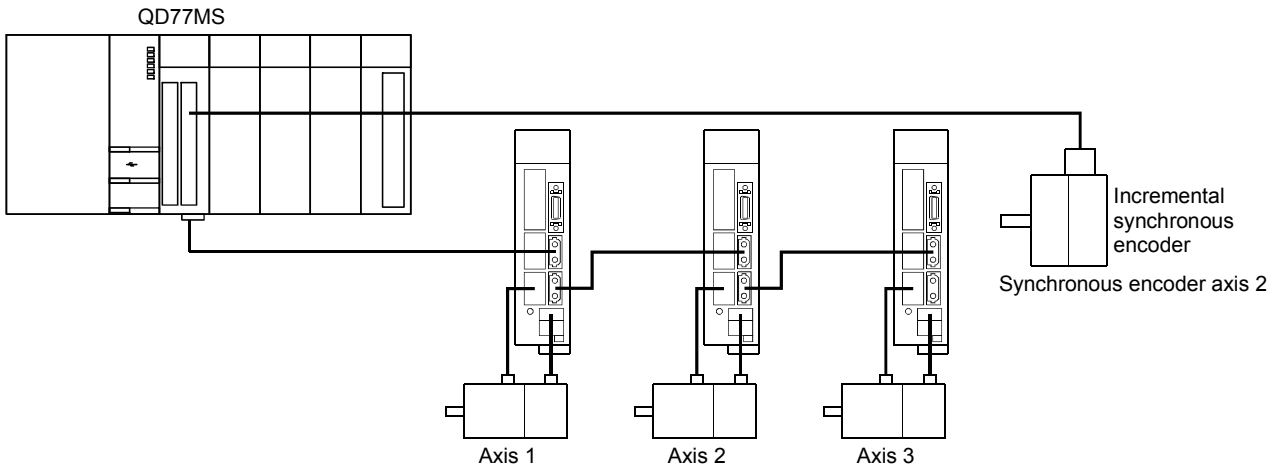 QD77MS
Incremental
synchronous
encoder
Synchronous encoder axis 2
Axis 1
Axis 2
Axis 3